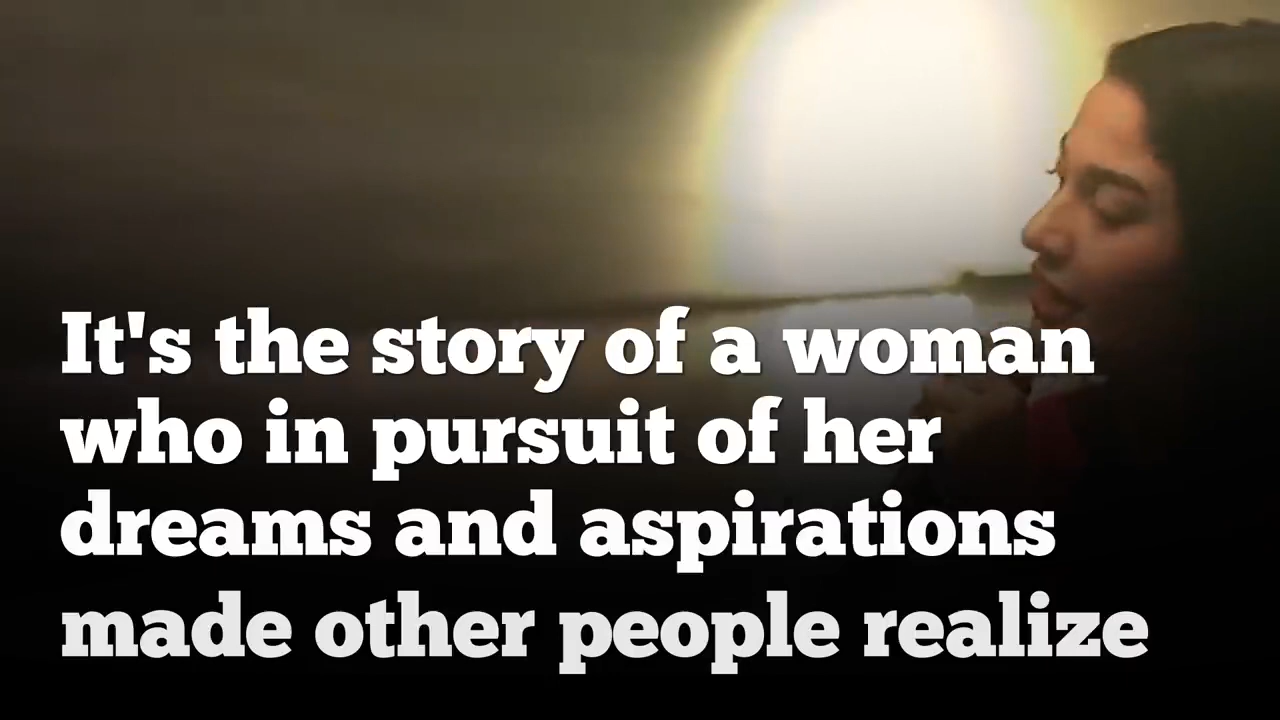 It's the story of a woman
who in pursuit of her
dreams and aspirations
made other people realize